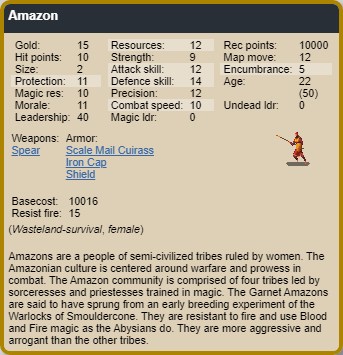 Amazon
Gold: 15 Resources: 12 Rec points: 10000
Hit points: 10 Strength: 9 Map move: 12
Size: 2 Attack skill: 12 Encumbrance: 5
Protection: 11 Defence skill: 14 Age: 22
Magic res: 10 Precision: 12 (50)
Morale: 11 Combat speed: 10 Undead ldr: 0
Leadership: 40 Magic ldr: 0
Weapons: Armor:
Spear Scale Mail Cuirass
Iron Cap
Shield
Basecost: 10016
Resist fire: 15
(Wasteland-survival, female)
Amazons are a people of semi-civilized tribes ruled by women. The
Amazonian culture is centered around warfare and prowess in
combat. The Amazon community is comprised of four tribes led by
sorceresses and priestesses trained in magic. The Garnet Amazons
are said to have sprung from an early breeding experiment of the
Warlocks of Smouldercone. They are resistant to fire and use Blood
and Fire magic as the Abysians do. They are more aggressive and
arrogant than the other tribes.